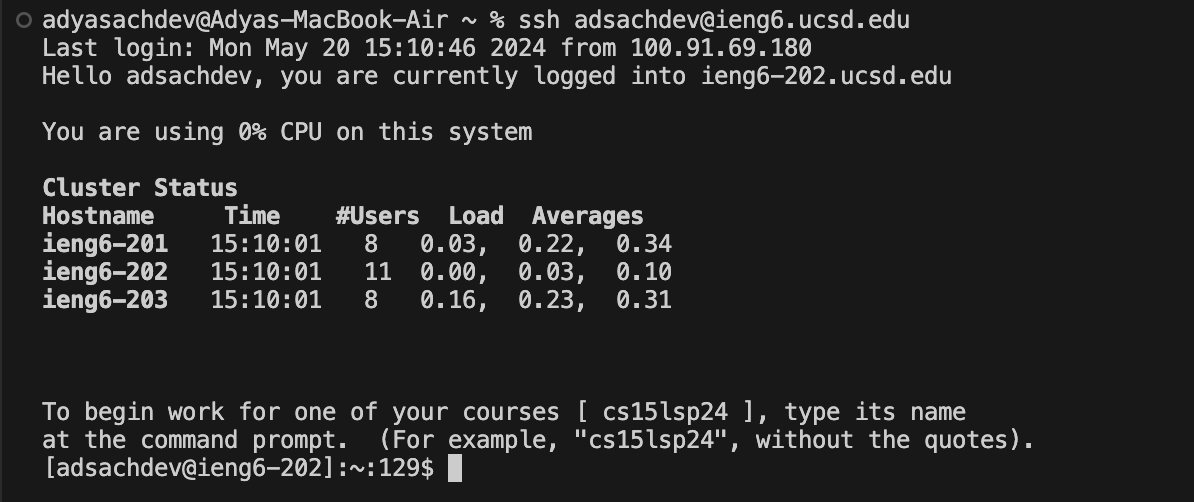 adyasachdev@Adyas-MacBook-Air ~ % ssh adsachdev@ieng6.ucsd.edu
Last login: Mon May 20 15:10:46 2024 from 100.91.69.180
Hello adsachdev, you are currently logged into ieng6-202.ucsd.edu
You are using 0% CPU on this system
Cluster Status
Hostname     Time    #Users  Load  Averages
ieng6-201   15:10:01   8   0.03,  0.22,  0.34
ieng6-202   15:10:01   11  0.00,  0.03,  0.10
ieng6-203   15:10:01   8   0.16,  0.23,  0.31
To begin work for one of your courses [ cs15lsp24 ], type its name
at the command prompt.  (For example, "cs15lsp24", without the quotes).
[adsachdev@ieng6-202]:~:129$